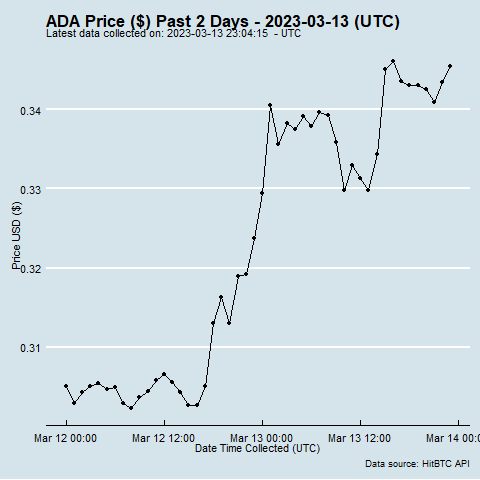 ADA Price ($) Past 2 Days - 2023-03-13 (UTC)
Latest data collected on: 2023-03-13 23:04:15 - UTC
Price USD ($)
0.34
0.33
0.32
0.31
Mar 12 00:00 Mar 12 12:00 Mar 13 00:00 Mar 13 12:00 Mar 14 00:0
Date Time Collected (UTC)
Data source: HitBTC API